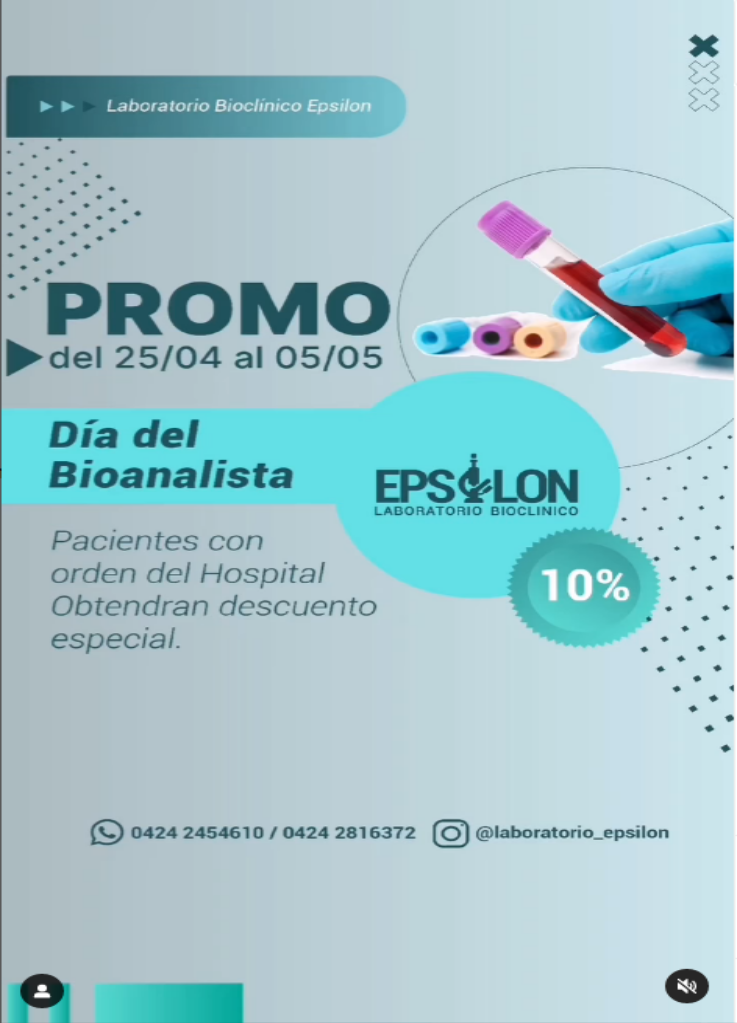 Laboratorio Bioclínico Epsilon
PROMO
del 25/04 al 05/05
Día del
Bioanalista
EPSILON
LABORATORIO BIOCLINICO
Pacientes con
orden del Hospital
Obtendran descuento
especial.
10%
0424 2454610 / 0424 2816372
@laboratorio_epsilon